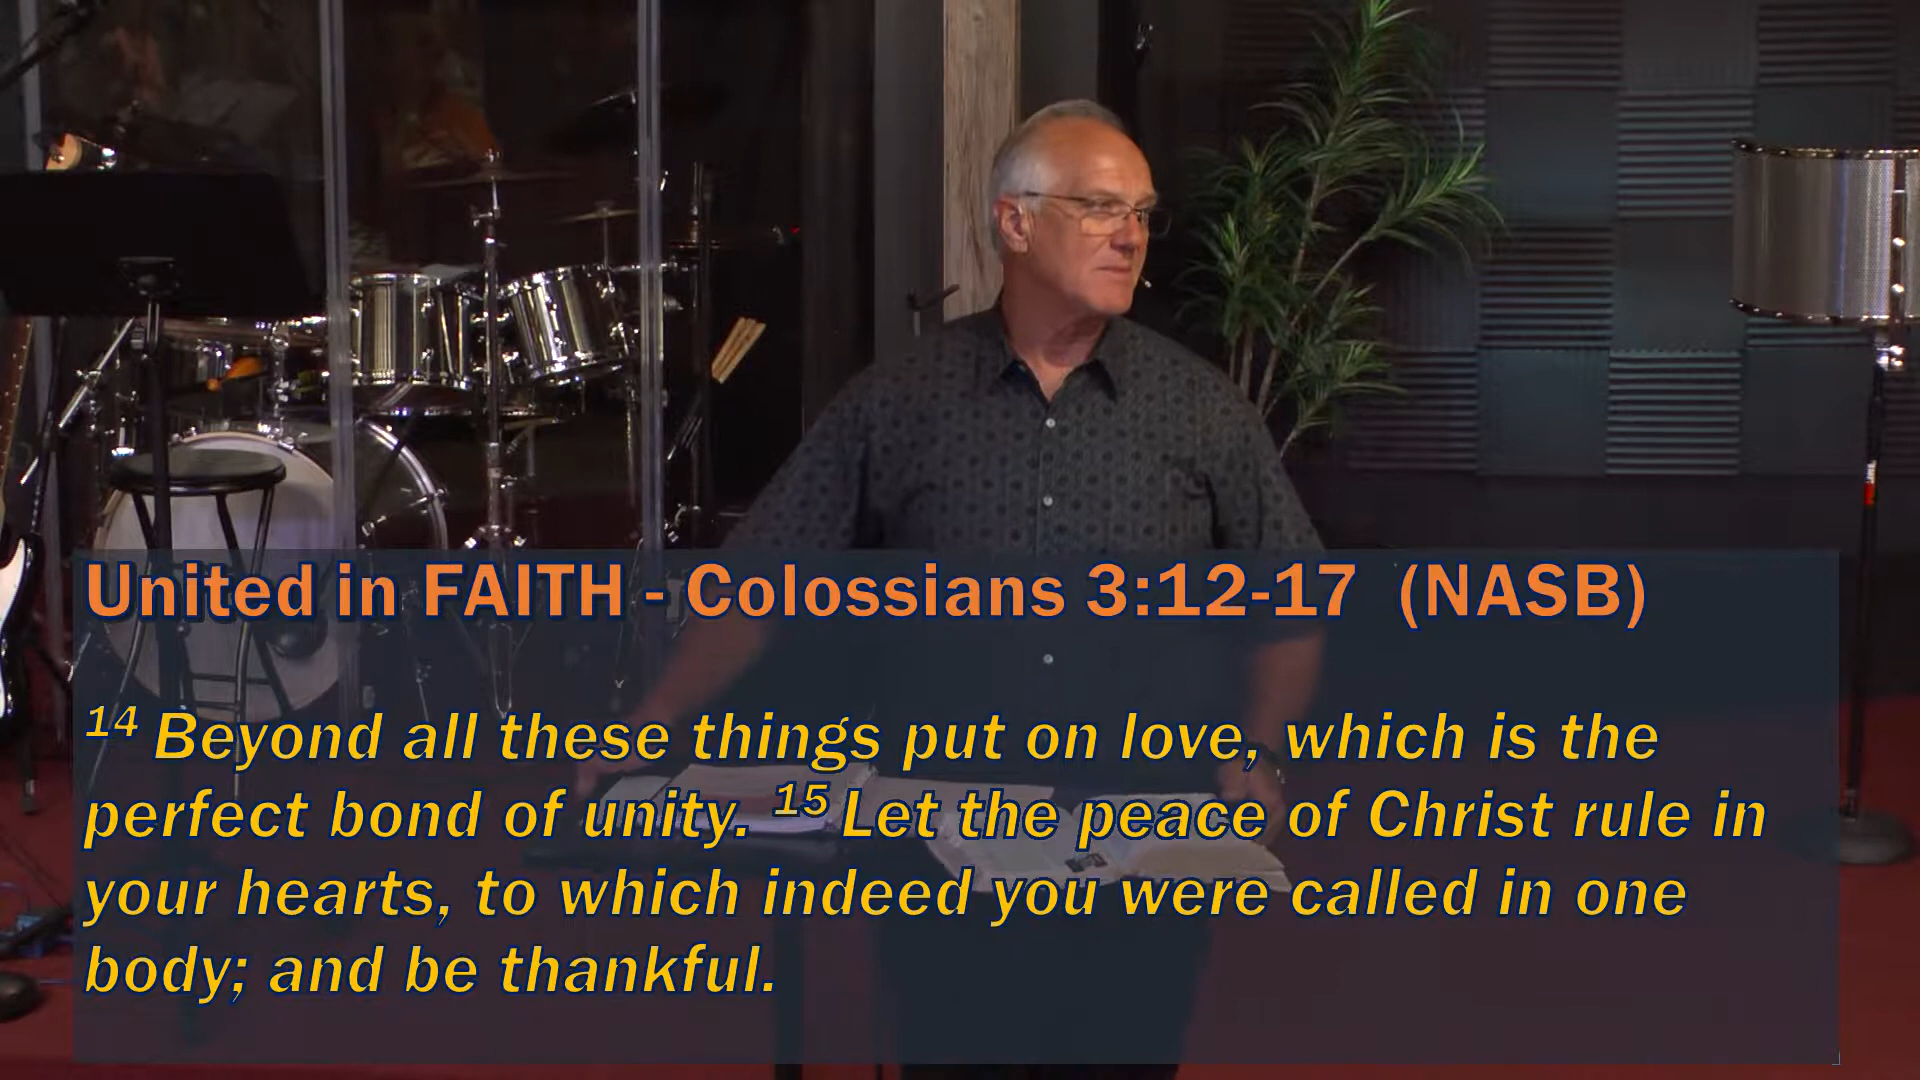 United in FAITH - Colossians 3:12-17 (NASB)
14 Beyond all these things put on love, which is the
perfect bond of unity. 15 Let the peace of Christ rule in
your hearts, to which indeed you were called in one
body; and be thankful.